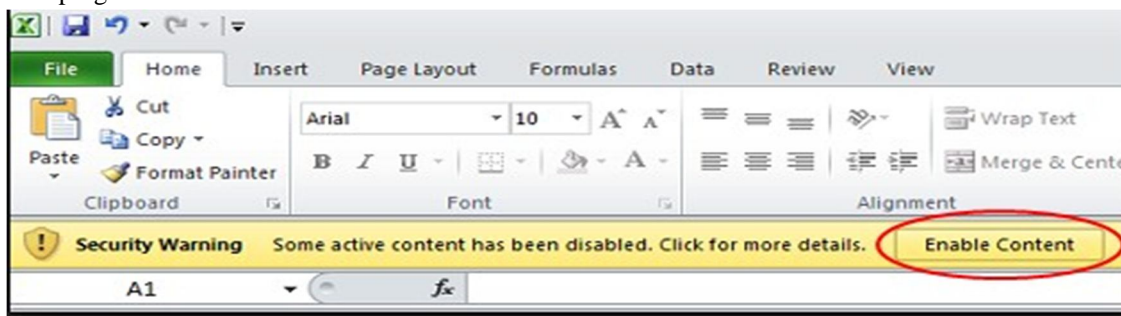 File Home Insert Page Layout Formulas Data Review View
Cut
Copy
Paste
Format Painter
Arial 10 A A
B I U A
Wrap Text
Merge & Cente
Clipboard Font Alignment
! Security Warning Some active content has been disabled. Click for more details. Enable Content
A1 fx